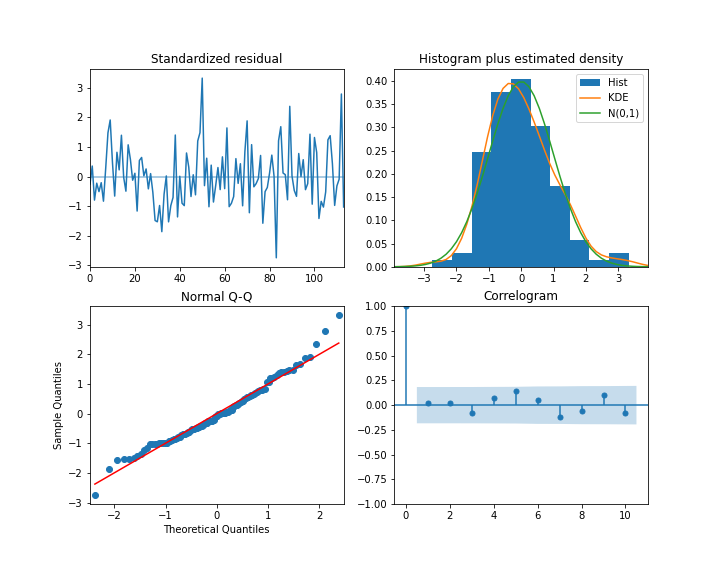 Standardized residual
3
2
1
0
−1
−2
−3
0 20 40 60 80 100
Histogram plus estimated density
0.40
0.35
0.30
0.25
0.20
0.15
0.10
0.05
0.00
Hist
KDE
N(0,1)
−3 −2 −1 0 1 2 3
Normal Q-Q
Sample Quantiles
3
2
1
0
−1
−2
−3
−2 −1 0 1 2
Theoretical Quantiles
Correlogram
1.00
0.75
0.50
0.25
0.00
−0.25
−0.50
−0.75
−1.00
0 2 4 6 8 10